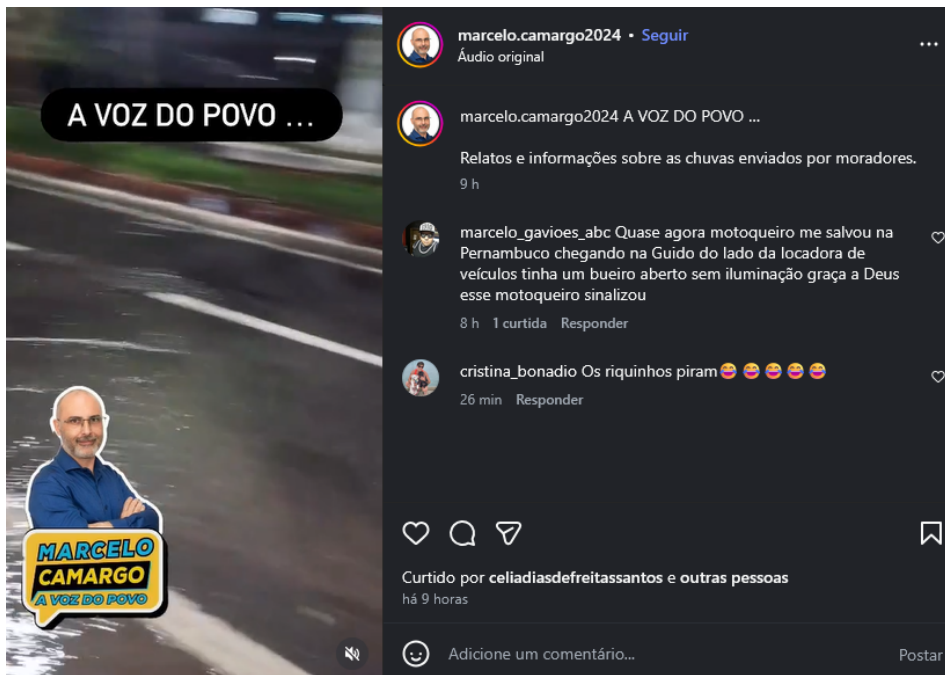 A VOZ DO POVO ...
MARCELO
CAMARGO
A VOZ DO POVO
marcelo.camargo2024 • Seguir
Áudio original
marcelo.camargo2024 A VOZ DO POVO ...
Relatos e informações sobre as chuvas enviados por moradores.
9 h
marcelo_gavioes_abc Quase agora motoqueiro me salvou na
Pernambuco chegando na Guido do lado da locadora de
veículos tinha um bueiro aberto sem iluminação graça a Deus
esse motoqueiro sinalizou
8 h 1 curtida Responder
cristina_bonadio Os riquinhos piram😂😂😂😂😂
26 min Responder
Curtido por celiadiasdefreitassantos e outras pessoas
há 9 horas
Adicione um comentário...
Postar